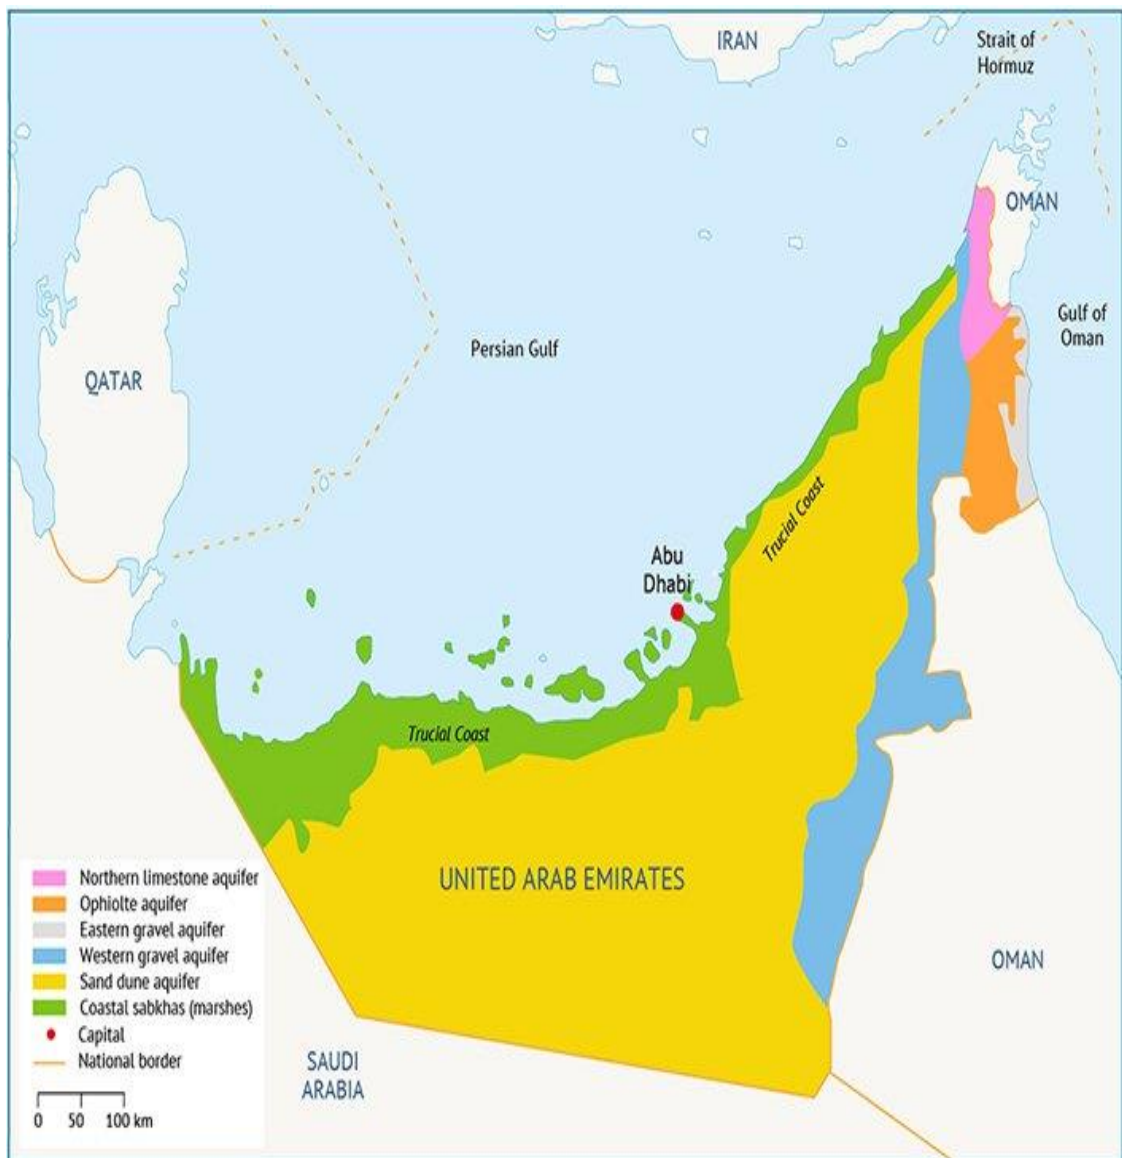 IRAN
Strait of
Hormuz
OMAN
Gulf of
Oman
Persian Gulf
QATAR
Trucial Coast
Abu
Dhabi
Trucial Coast
UNITED ARAB EMIRATES
OMAN
SAUDI
ARABIA
Northern limestone aquifer
Ophiolte aquifer
Eastern gravel aquifer
Western gravel aquifer
Sand dune aquifer
Coastal sabkhas (marshes)
Capital
National border
0 50 100 km